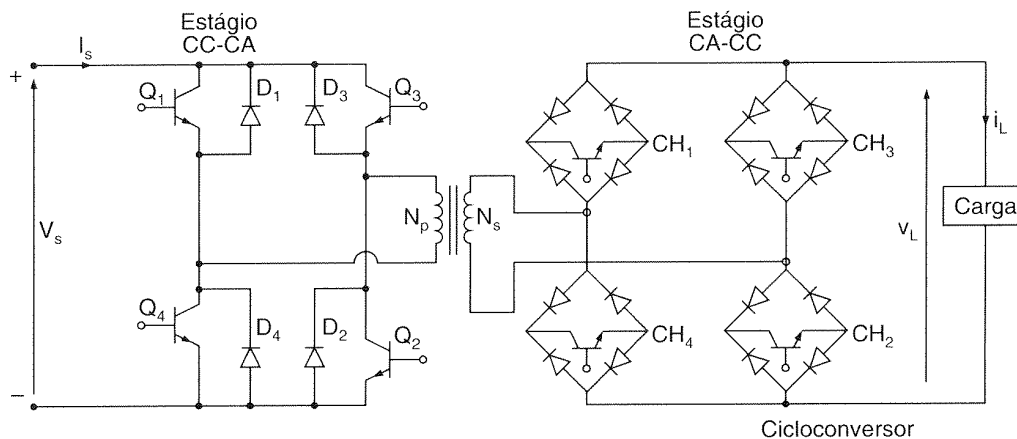 Estágio
CC-CA
Estágio
CA-CC
I_s
+
Q_1
D_1
D_3
Q_3
CH_1
CH_3
i_L
N_p
N_s
Carga
V_s
v_L
Q_4
D_4
D_2
Q_2
CH_4
CH_2
−
Cicloconversor